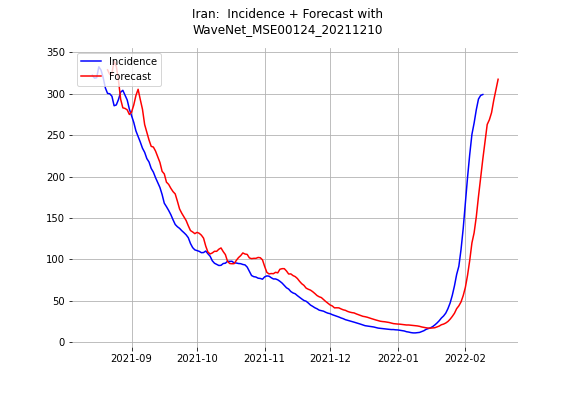 Iran:  Incidence + Forecast with
WaveNet_MSE00124_20211210
Incidence
Forecast
350
300
250
200
150
100
50
0
2021-09 2021-10 2021-11 2021-12 2022-01 2022-02